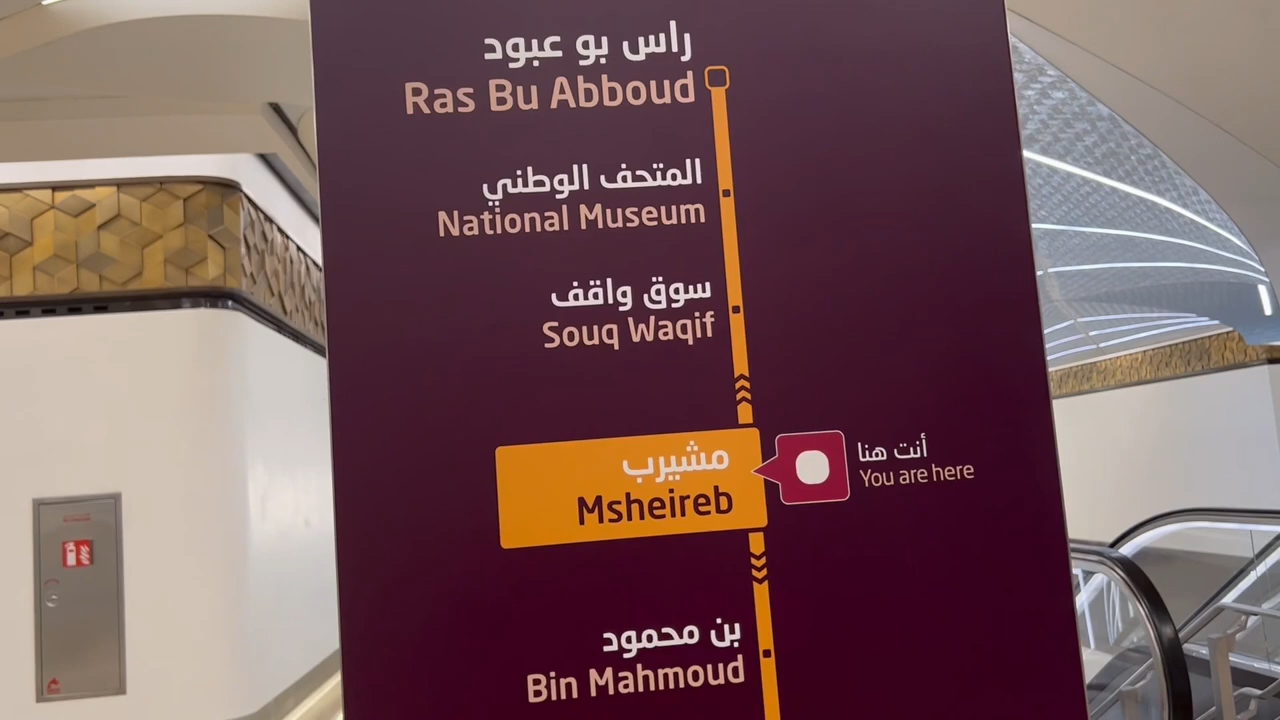 راس بو عبود
Ras Bu Abboud
المتحف الوطني
National Museum
سوق واقف
Souq Waqif
مشيرب
Msheireb
أنت هنا
You are here
بن محمود
Bin Mahmoud